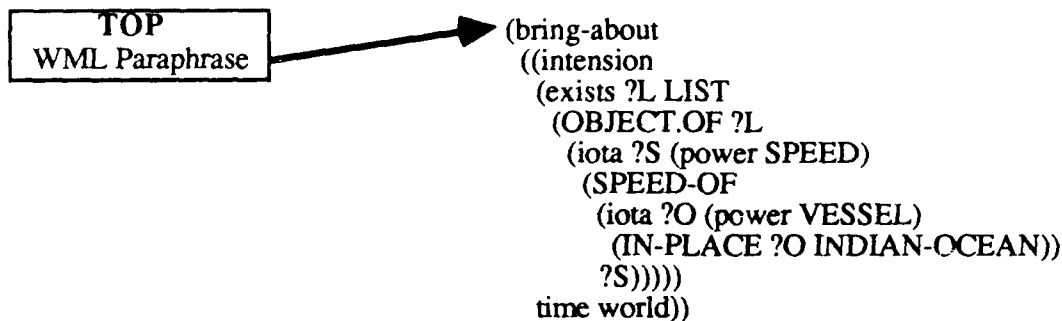 TOP
WML Paraphrase
(bring-about
((intension
(exists ?L LIST
(OBJECT.OF ?L
(iota ?S (power SPEED)
(SPEED-OF
(iota ?O (power VESSEL)
(IN-PLACE ?O INDIAN-OCEAN))
?S)))))
time world))